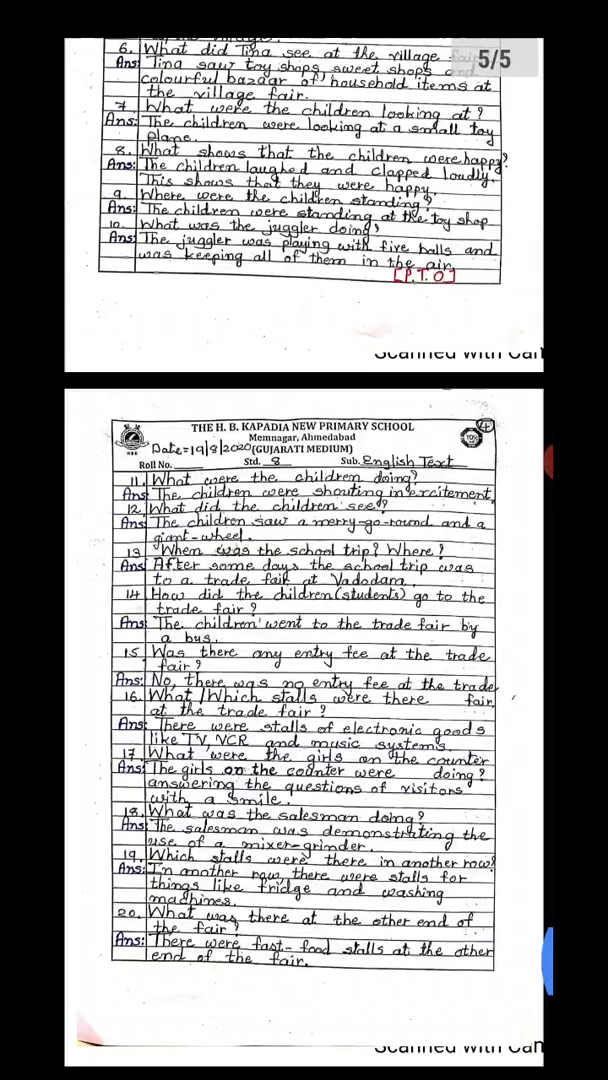 6. What did Tina see at the village fair
5/5
Ans: Tina saw toy shops sweet shops and
colourful bazaar of household items at
the village fair.
7 What were the children looking at?
Ans: The children were looking at a small toy
plane.
8. What shows that the children were happy?
Ans: The children laughed and clapped loudly.
This shows that they were happy.
9. Where were the children standing?
Ans: The children were standing at the toy shop
10. What was the juggler doing?
Ans: The juggler was playing with five balls and
was keeping all of them in the air.
[P.T.O]
Scanned with Cam
4
THE H. B. KAPADIA NEW PRIMARY SCHOOL
Memnagar, Ahmedabad
Date=19/8/2020 (GUJARATI MEDIUM)
Roll No. Std. 8 Sub. English Text
11. What were the children doing?
Ans The children were shouting in excitement.
12. What did the children see?
Ans: The children saw a merry-go-round and a
giant-wheel.
13 When was the school trip? Where?
Ans After some days the school trip was
to a trade fair at Vadodara.
14 How did the children (students) go to the
trade fair?
Ans: The children went to the trade fair by
a bus.
15 Was there any entry fee at the trade
fair?
Ans: No, there was no entry fee at the trade
fair.
16. What/Which stalls were there
at the trade fair?
Ans: There were stalls of electronic goods
like TV, VCR and music systems.
17 What were the girls on the counter
doing?
Ans: The girls on the counter were
answering the questions of visitors
with a smile.
18. What was the salesman doing?
Ans: The salesman was demonstrating the
use of a mixer-grinder.
19. Which stalls were there in another row?
Ans: In another row, there were stalls for
things like fridge and washing
machines.
20. What was there at the other end of
the fair?
Ans: There were fast-food stalls at the other
end of the fair.
Scanned with Cam